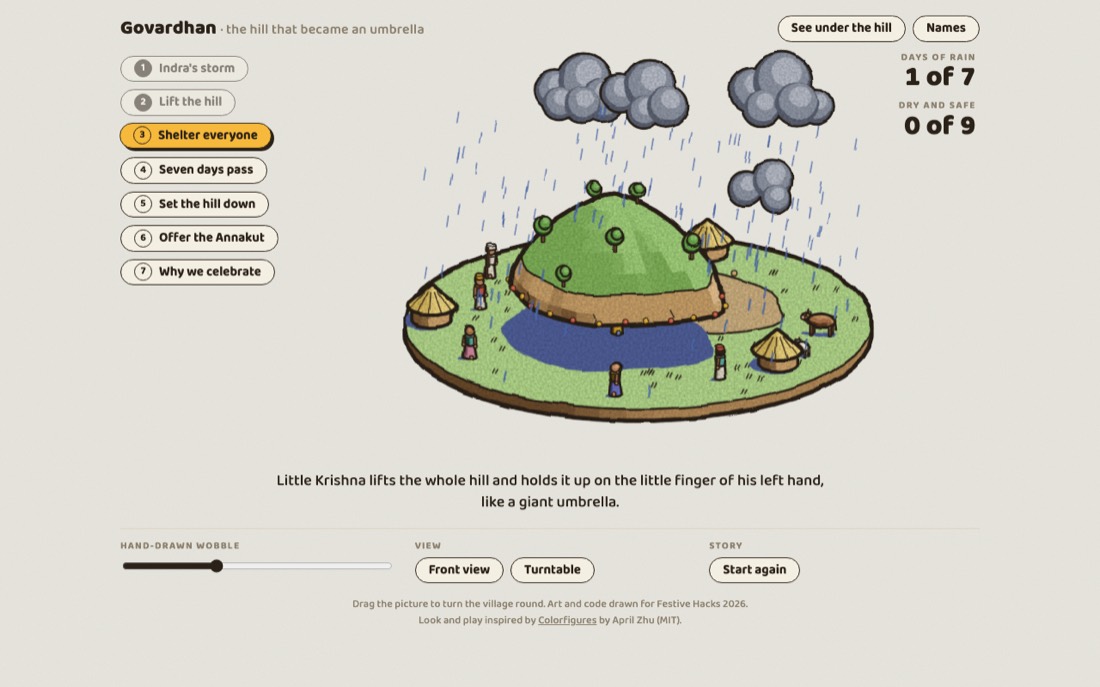 Govardhan · the hill that became an umbrella
See under the hill
Names
1 Indra's storm
2 Lift the hill
3 Shelter everyone
4 Seven days pass
5 Set the hill down
6 Offer the Annakut
7 Why we celebrate
DAYS OF RAIN
1 of 7
DRY AND SAFE
0 of 9
Little Krishna lifts the whole hill and holds it up on the little finger of his left hand,
like a giant umbrella.
HAND-DRAWN WOBBLE
VIEW
Front view
Turntable
STORY
Start again
Drag the picture to turn the village round. Art and code drawn for Festive Hacks 2026.
Look and play inspired by Colorfigures by April Zhu (MIT).